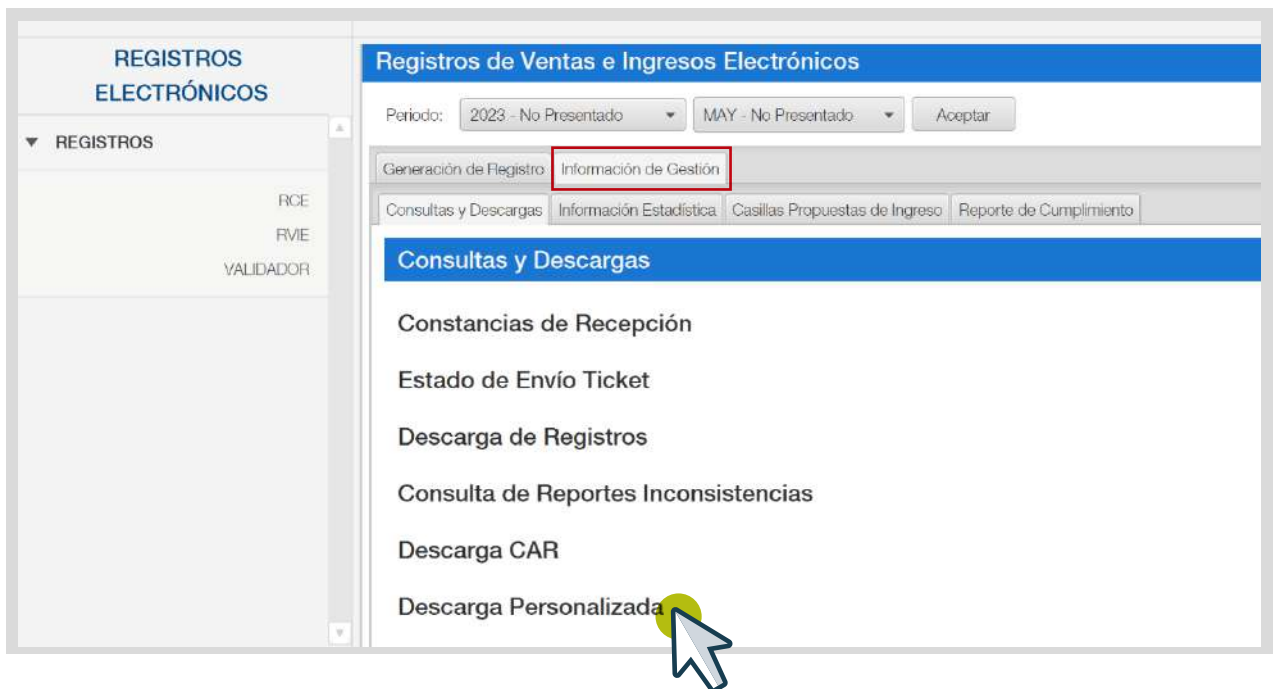 REGISTROS
ELECTRÓNICOS
REGISTROS
RCE
RVIE
VALIDADOR
Registros de Ventas e Ingresos Electrónicos
Periodo: 2023 - No Presentado MAY - No Presentado Aceptar
Generación de Registro Información de Gestión
Consultas y Descargas Información Estadística Casillas Propuestas de Ingreso Reporte de Cumplimiento
Consultas y Descargas
Constancias de Recepción
Estado de Envío Ticket
Descarga de Registros
Consulta de Reportes Inconsistencias
Descarga CAR
Descarga Personalizada